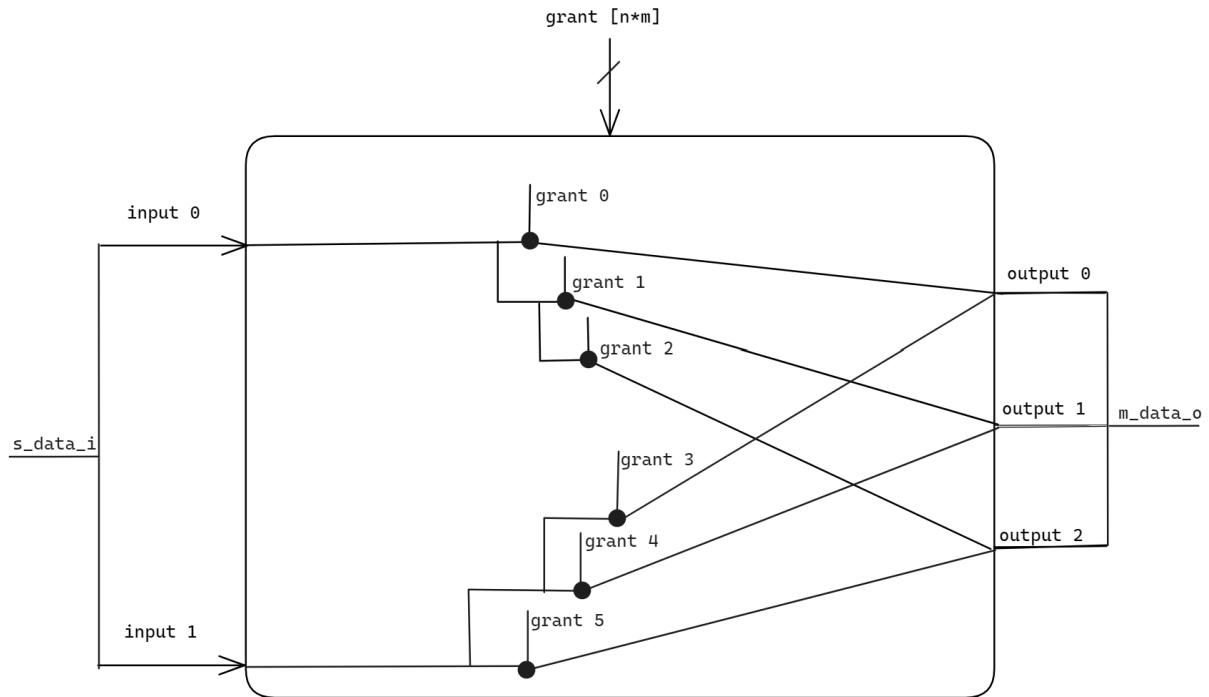 grant [n*m]
grant 0
input 0
output 0
grant 1
grant 2
output 1
m_data_o
s_data_i
grant 3
output 2
grant 4
grant 5
input 1